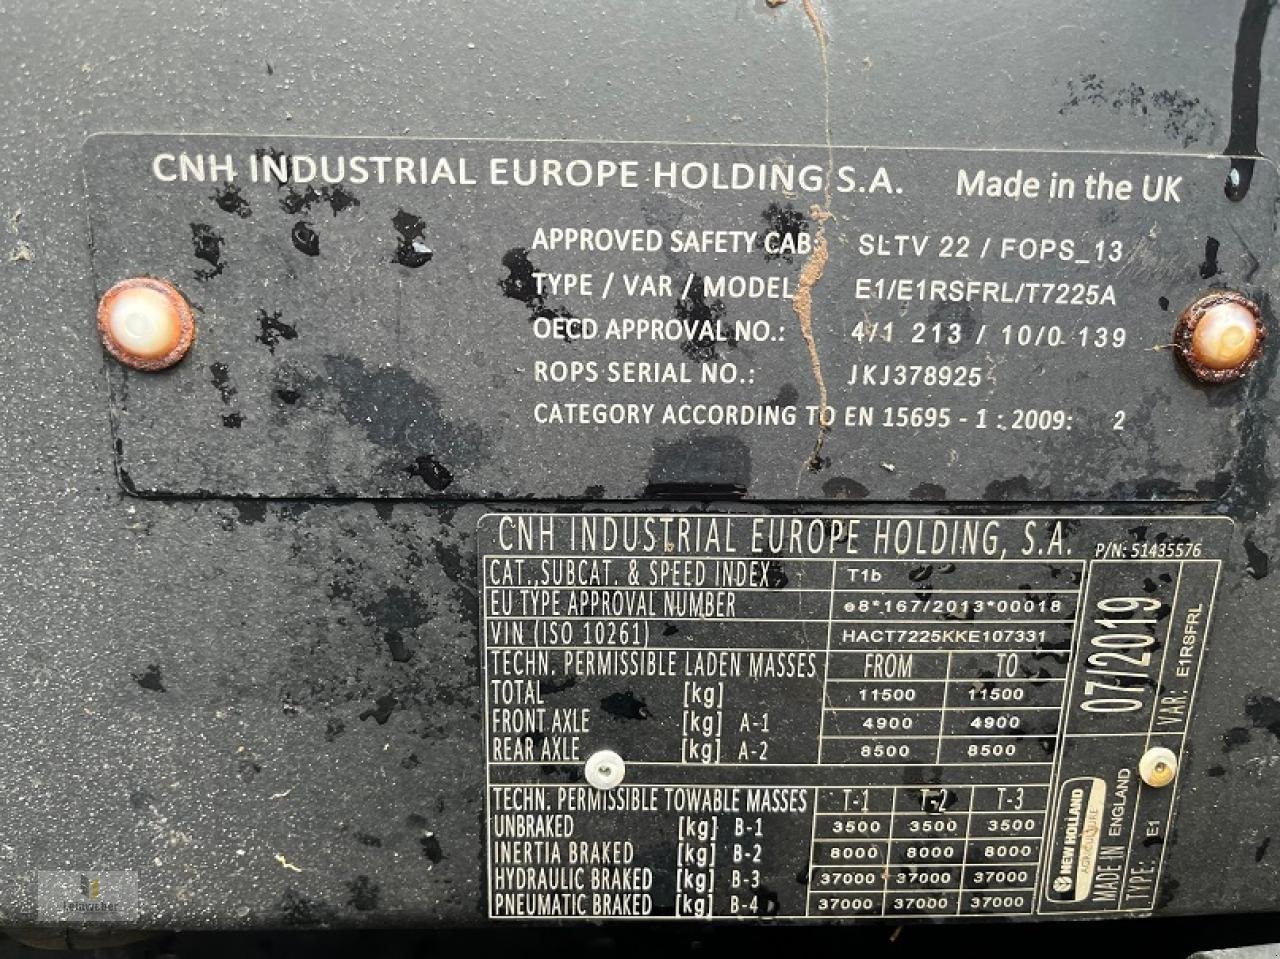 CNH INDUSTRIAL EUROPE HOLDING S.A. Made in the UK
APPROVED SAFETY CAB: SLTV 22 / FOPS_13
TYPE / VAR / MODEL E1/E1RSFRL/T7225A
OECD APPROVAL NO.: 4/1 213 / 10/0 139
ROPS SERIAL NO.: JKJ378925
CATEGORY ACCORDING TO EN 15695 - 1 : 2009: 2
CNH INDUSTRIAL EUROPE HOLDING, S.A. P/N: 51435576
CAT.,SUBCAT. & SPEED INDEX T1b
EU TYPE APPROVAL NUMBER e8*167/2013*00018
VIN (ISO 10261) HACT7225KKE107331
TECHN. PERMISSIBLE LADEN MASSES FROM TO
TOTAL [kg] 11500 11500
FRONT AXLE [kg] A-1 4900 4900
REAR AXLE [kg] A-2 8500 8500
TECHN. PERMISSIBLE TOWABLE MASSES T-1 T-2 T-3
UNBRAKED [kg] B-1 3500 3500 3500
INERTIA BRAKED [kg] B-2 8000 8000 8000
HYDRAULIC BRAKED [kg] B-3 37000 37000 37000
PNEUMATIC BRAKED [kg] B-4 37000 37000 37000
07/2019
VAR: E1RSFRL
NEW HOLLAND
AGRICULTURE
MADE IN ENGLAND
TYPE: E1